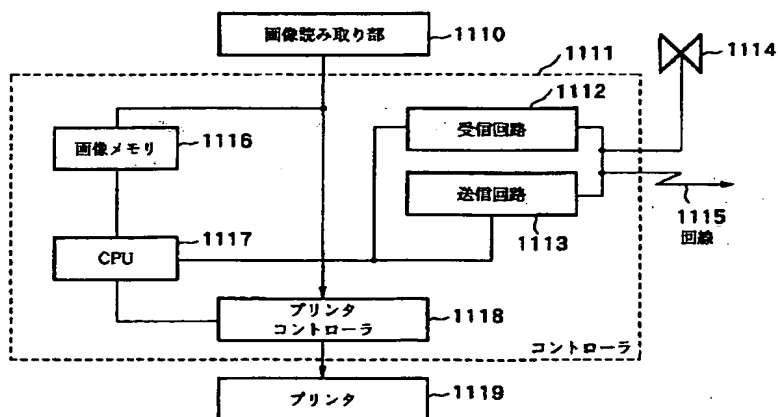 画像読み取り部
1110
1111
1114
1112
受信回路
画像メモリ
1116
送信回路
1113
1115
回線
CPU
1117
プリンタ
コントローラ
1118
コントローラ
プリンタ
1119